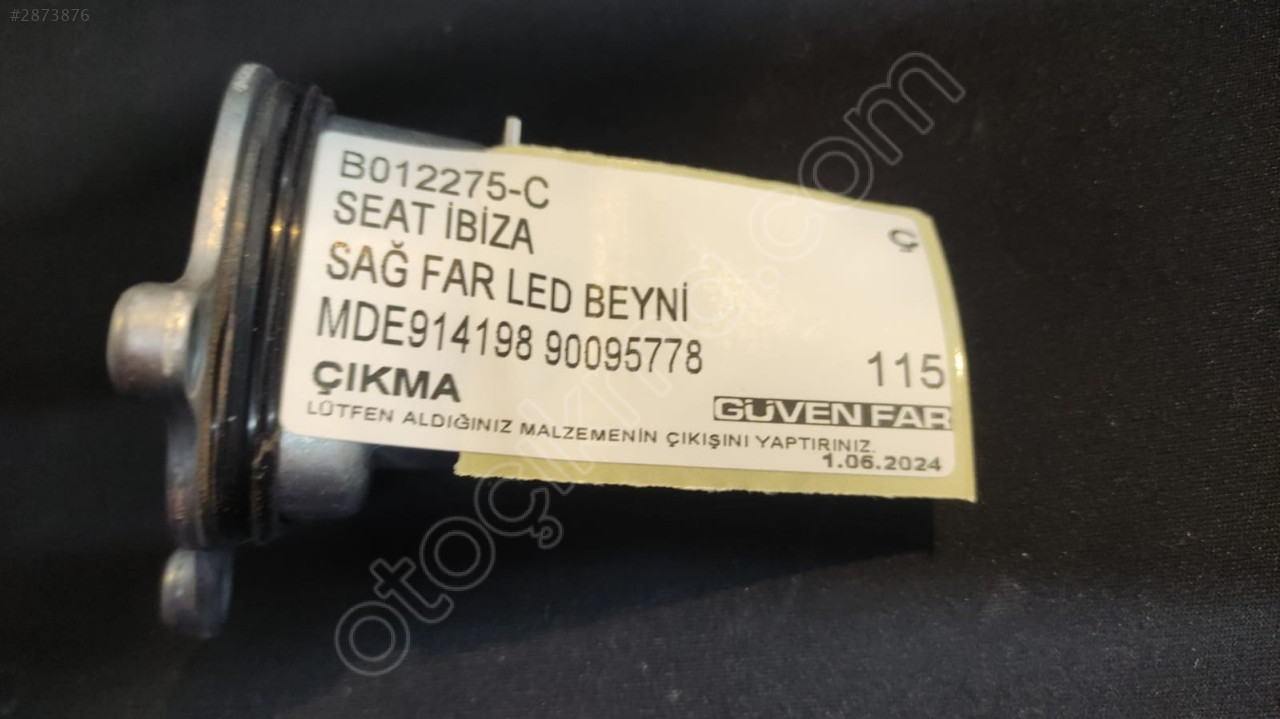 #2873876
B012275-C
SEAT İBİZA
Ç
SAĞ FAR LED BEYNİ
MDE914198 90095778
115
ÇIKMA
GÜVEN FAR
LÜTFEN ALDIĞINIZ MALZEMENİN ÇIKIŞINI YAPTIRINIZ.
1.06.2024
otoçıkma.com